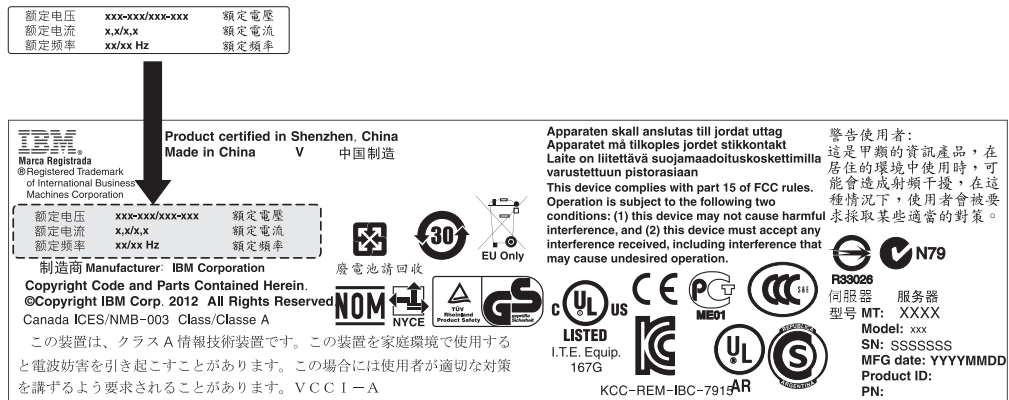 额定电压 xxx-xxx/xxx-xxx 額定電壓
额定电流 x,x/x,x 額定電流
额定频率 xx/xx Hz 額定頻率
IBM®
Marca Registrada
® Registered Trademark
of International Business
Machines Corporation
Product certified in Shenzhen, China
Made in China V 中国制造
额定电压 xxx-xxx/xxx-xxx 額定電壓
额定电流 x,x/x,x 額定電流
额定频率 xx/xx Hz 額定頻率
制造商 Manufacturer: IBM Corporation
Copyright Code and Parts Contained Herein.
©Copyright IBM Corp. 2012 All Rights Reserved
Canada ICES/NMB-003 Class/Classe A
この装置は、クラスA情報技術装置です。この装置を家庭環境で使用する
と電波妨害を引き起こすことがあります。この場合には使用者が適切な対策
を講ずるよう要求されることがあります。VCCI-A
廢電池請回收
30
EU Only
NOM
NYCE
TÜV
Rheinland
Product Safety
GS
geprüfte
Sicherheit
Apparaten skall anslutas till jordat uttag
Apparatet må tilkoples jordet stikkontakt
Laite on liitettävä suojamaadoituskoskettimilla
varustettuun pistorasiaan
This device complies with part 15 of FCC rules.
Operation is subject to the following two
conditions: (1) this device may not cause harmful
interference, and (2) this device must accept any
interference received, including interference that
may cause undesired operation.
C UL US
LISTED
I.T.E. Equip.
167G
CE
PCT
ME01
CCC S&E
KCC-REM-IBC-7915
UL
AR
REPUBLICA
S
ARGENTINA
警告使用者:
這是甲類的資訊產品,在
居住的環境中使用時,可
能會造成射頻干擾,在這
種情況下,使用者會被要
求採取某些適當的對策。
R33026
N79
伺服器 服务器
型号 MT: XXXX
Model: xxx
SN: SSSSSSS
MFG date: YYYYMMDD
Product ID:
PN: